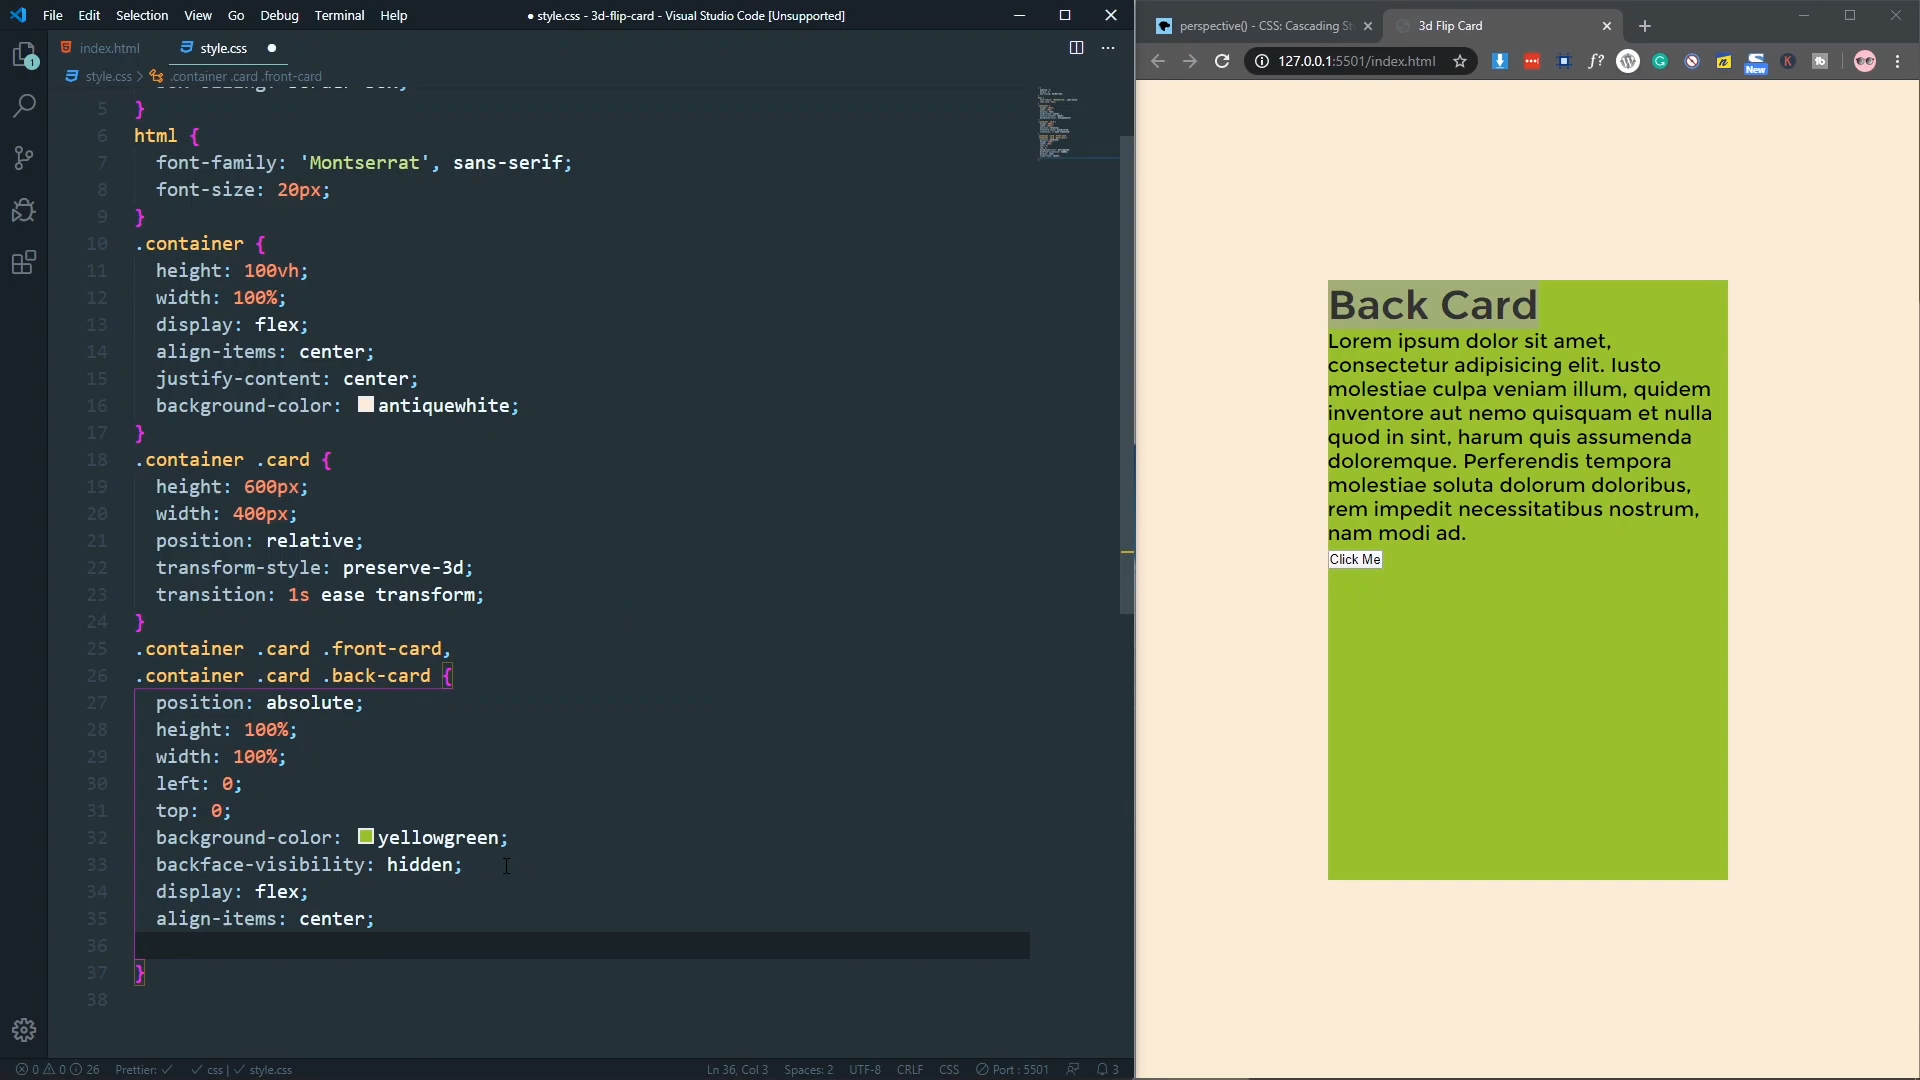 File Edit Selection View Go Debug Terminal Help
● style.css - 3d-flip-card - Visual Studio Code [Unsupported]
index.html
style.css ●
style.css > .container .card .front-card
5 }
6 html {
7 font-family: 'Montserrat', sans-serif;
8 font-size: 20px;
9 }
10 .container {
11 height: 100vh;
12 width: 100%;
13 display: flex;
14 align-items: center;
15 justify-content: center;
16 background-color: antiquewhite;
17 }
18 .container .card {
19 height: 600px;
20 width: 400px;
21 position: relative;
22 transform-style: preserve-3d;
23 transition: 1s ease transform;
24 }
25 .container .card .front-card,
26 .container .card .back-card {
27 position: absolute;
28 height: 100%;
29 width: 100%;
30 left: 0;
31 top: 0;
32 background-color: yellowgreen;
33 backface-visibility: hidden;
34 display: flex;
35 align-items: center;
36
37 }
38
1
0 0 26 Prettier: ✓ ✓ css | ✓ style.css
Ln 36, Col 3 Spaces: 2 UTF-8 CRLF CSS Port : 5501 3
perspective() - CSS: Cascading St
3d Flip Card
127.0.0.1:5501/index.html
f?
New
K
Back Card
Lorem ipsum dolor sit amet,
consectetur adipisicing elit. Iusto
molestiae culpa veniam illum, quidem
inventore aut nemo quisquam et nulla
quod in sint, harum quis assumenda
doloremque. Perferendis tempora
molestiae soluta dolorum doloribus,
rem impedit necessitatibus nostrum,
nam modi ad.
Click Me